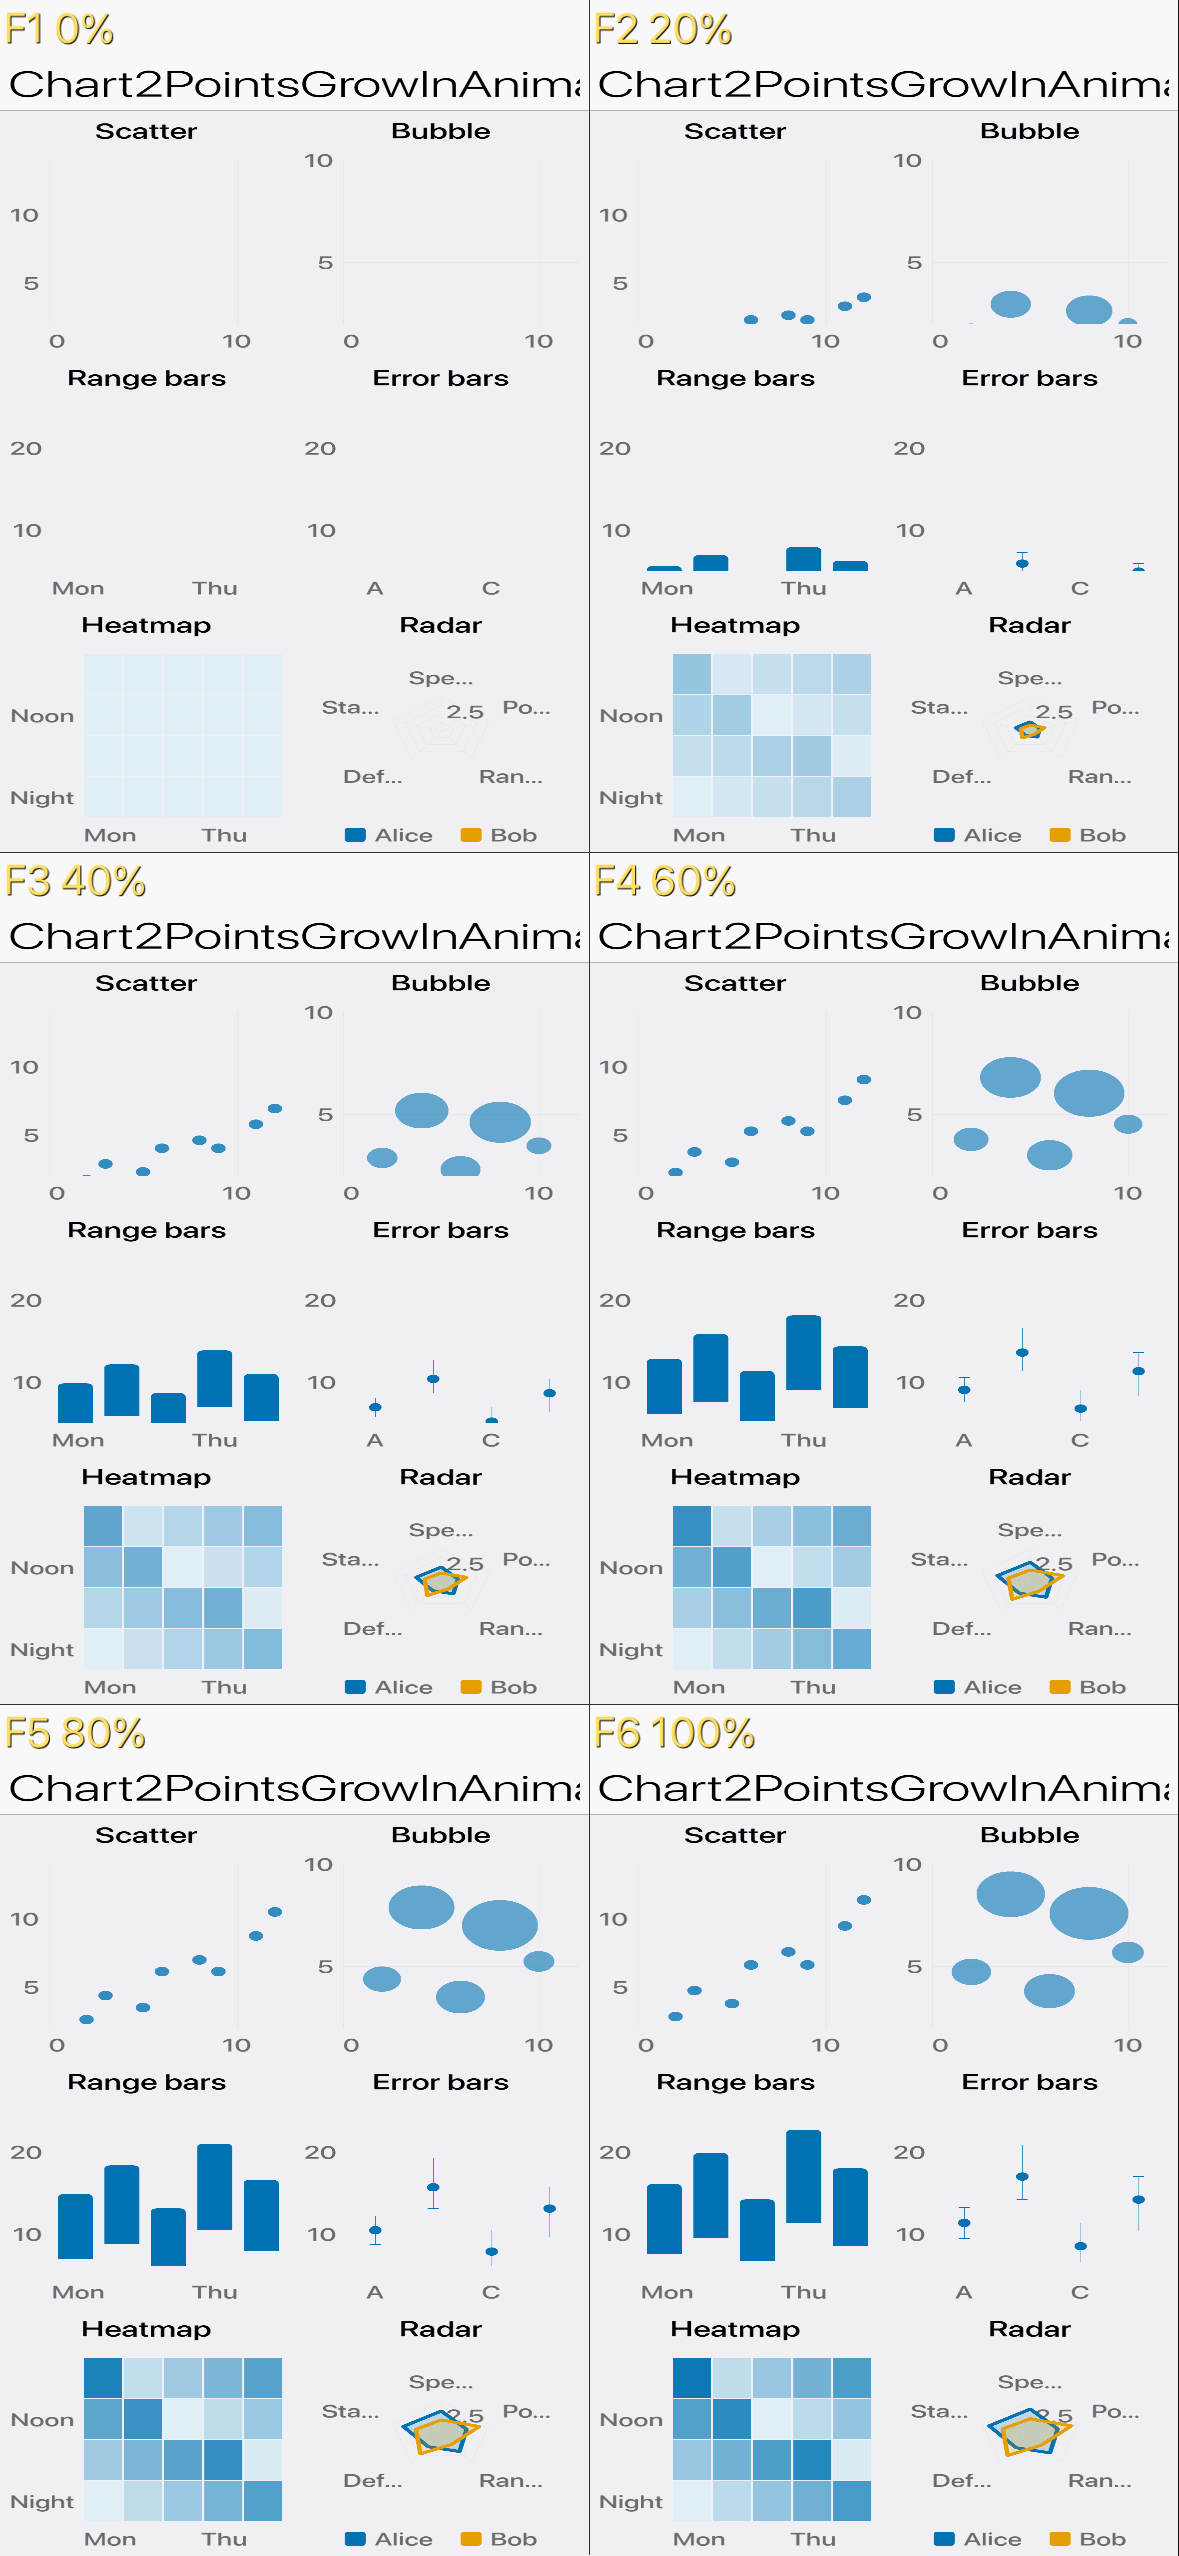 F1 0%
Chart2PointsGrowInAnima
Scatter Bubble
10
10
5
5
0 10 0 10
Range bars Error bars
20 20
10 10
Mon Thu A C
Heatmap Radar
Spe...
Sta... 2.5 Po...
Noon
Def... Ran...
Night
Mon Thu Alice Bob
F2 20%
Chart2PointsGrowInAnima
Scatter Bubble
10
10
5
5
0 10 0 10
Range bars Error bars
20 20
10 10
Mon Thu A C
Heatmap Radar
Spe...
Sta... 2.5 Po...
Noon
Def... Ran...
Night
Mon Thu Alice Bob
F3 40%
Chart2PointsGrowInAnima
Scatter Bubble
10
10
5
5
0 10 0 10
Range bars Error bars
20 20
10 10
Mon Thu A C
Heatmap Radar
Spe...
Sta... 2.5 Po...
Noon
Def... Ran...
Night
Mon Thu Alice Bob
F4 60%
Chart2PointsGrowInAnima
Scatter Bubble
10
10
5
5
0 10 0 10
Range bars Error bars
20 20
10 10
Mon Thu A C
Heatmap Radar
Spe...
Sta... 2.5 Po...
Noon
Def... Ran...
Night
Mon Thu Alice Bob
F5 80%
Chart2PointsGrowInAnima
Scatter Bubble
10
10
5
5
0 10 0 10
Range bars Error bars
20 20
10 10
Mon Thu A C
Heatmap Radar
Spe...
Sta... 2.5 Po...
Noon
Def... Ran...
Night
Mon Thu Alice Bob
F6 100%
Chart2PointsGrowInAnima
Scatter Bubble
10
10
5
5
0 10 0 10
Range bars Error bars
20 20
10 10
Mon Thu A C
Heatmap Radar
Spe...
Sta... 2.5 Po...
Noon
Def... Ran...
Night
Mon Thu Alice Bob